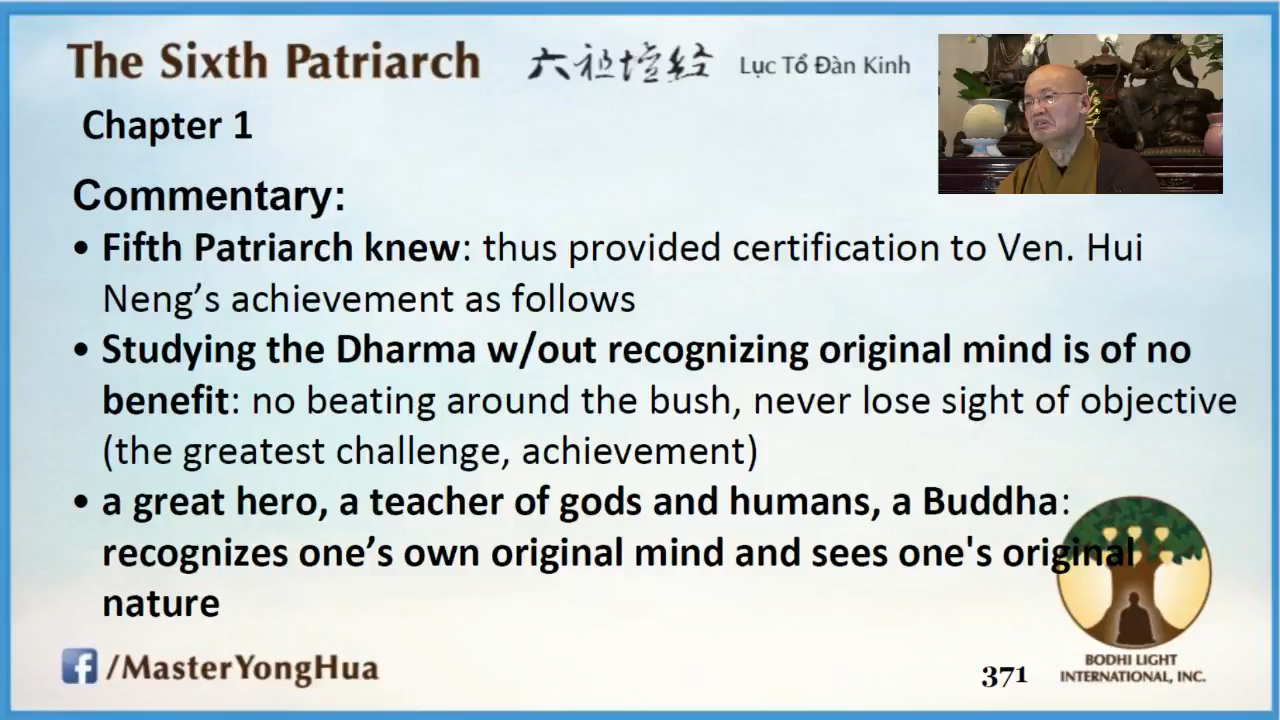 The Sixth Patriarch 六祖壇経 Lục Tổ Đàn Kinh
Chapter 1
Commentary:
• Fifth Patriarch knew: thus provided certification to Ven. Hui
Neng’s achievement as follows
• Studying the Dharma w/out recognizing original mind is of no
benefit: no beating around the bush, never lose sight of objective
(the greatest challenge, achievement)
• a great hero, a teacher of gods and humans, a Buddha:
recognizes one’s own original mind and sees one's original
nature
f /MasterYongHua
371
BODHI LIGHT
INTERNATIONAL, INC.